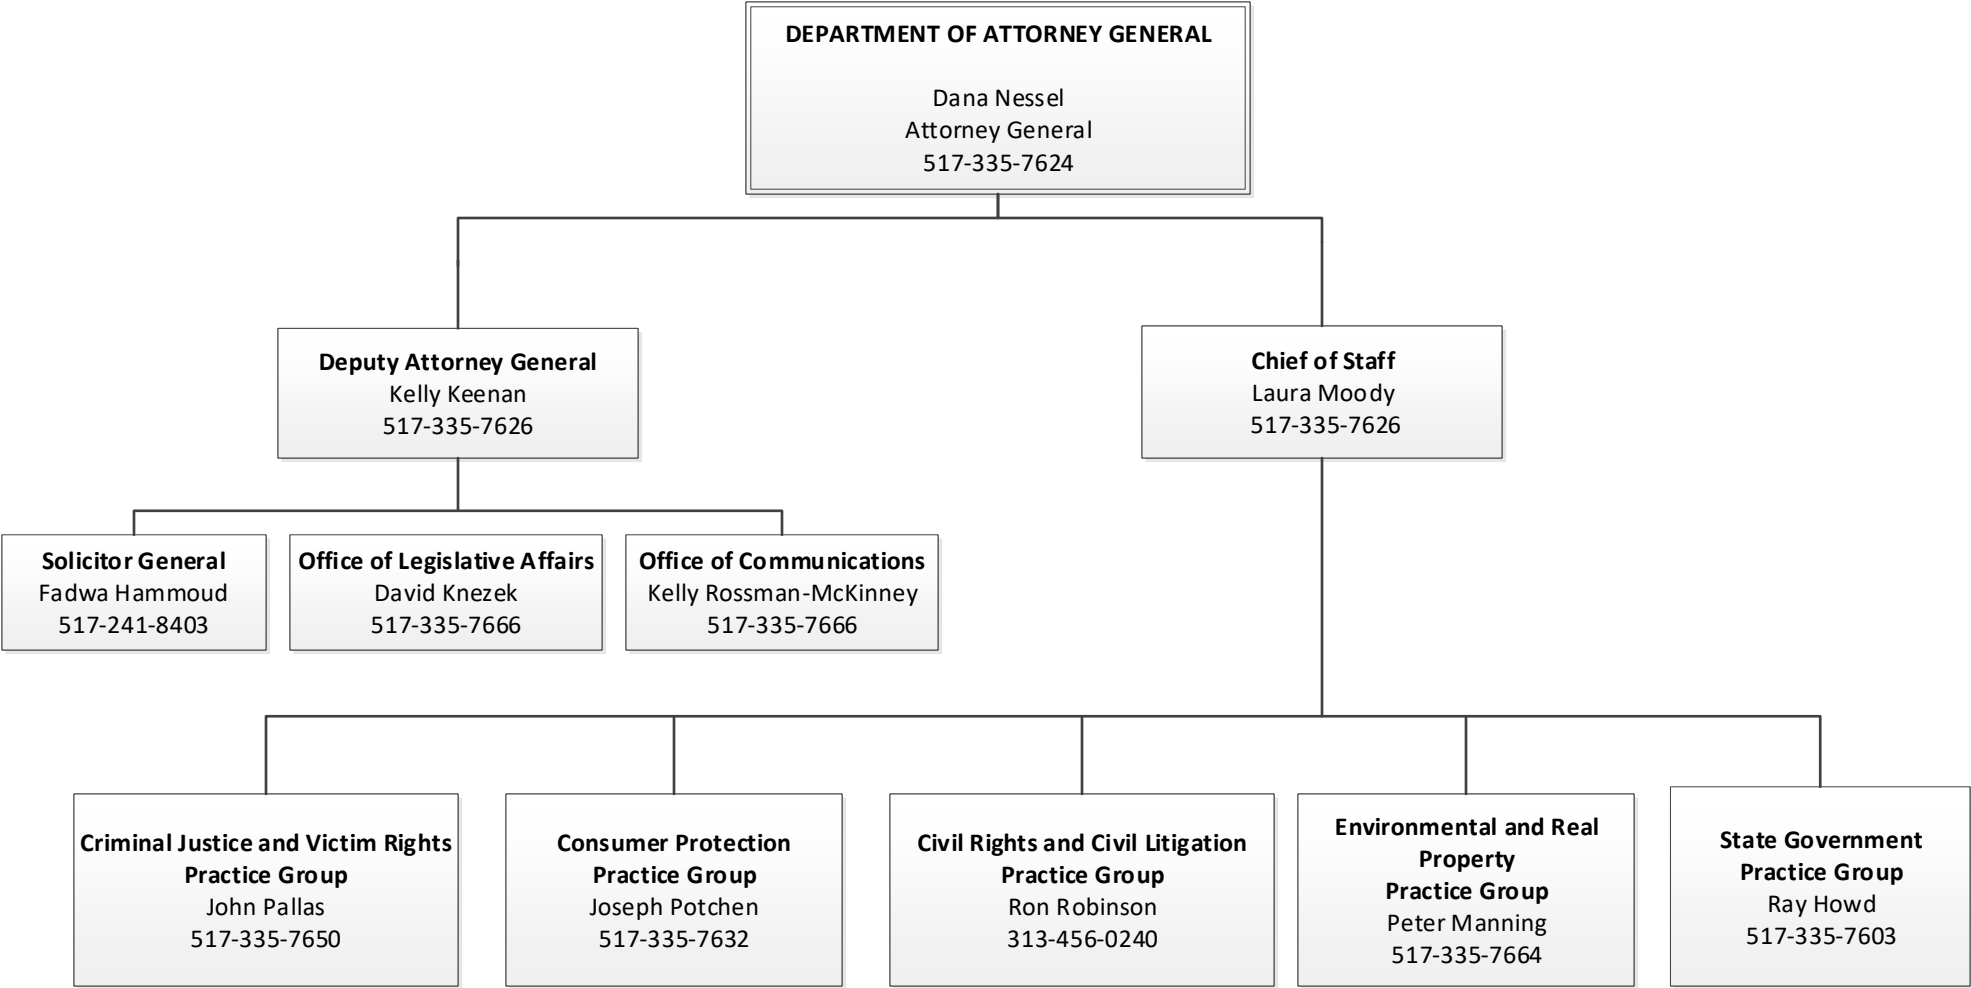 DEPARTMENT OF ATTORNEY GENERAL
Dana Nessel
Attorney General
517-335-7624
Deputy Attorney General
Kelly Keenan
517-335-7626
Chief of Staff
Laura Moody
517-335-7626
Solicitor General
Fadwa Hammoud
517-241-8403
Office of Legislative Affairs
David Knezek
517-335-7666
Office of Communications
Kelly Rossman-McKinney
517-335-7666
Criminal Justice and Victim Rights
Practice Group
John Pallas
517-335-7650
Consumer Protection
Practice Group
Joseph Potchen
517-335-7632
Civil Rights and Civil Litigation
Practice Group
Ron Robinson
313-456-0240
Environmental and Real
Property
Practice Group
Peter Manning
517-335-7664
State Government
Practice Group
Ray Howd
517-335-7603